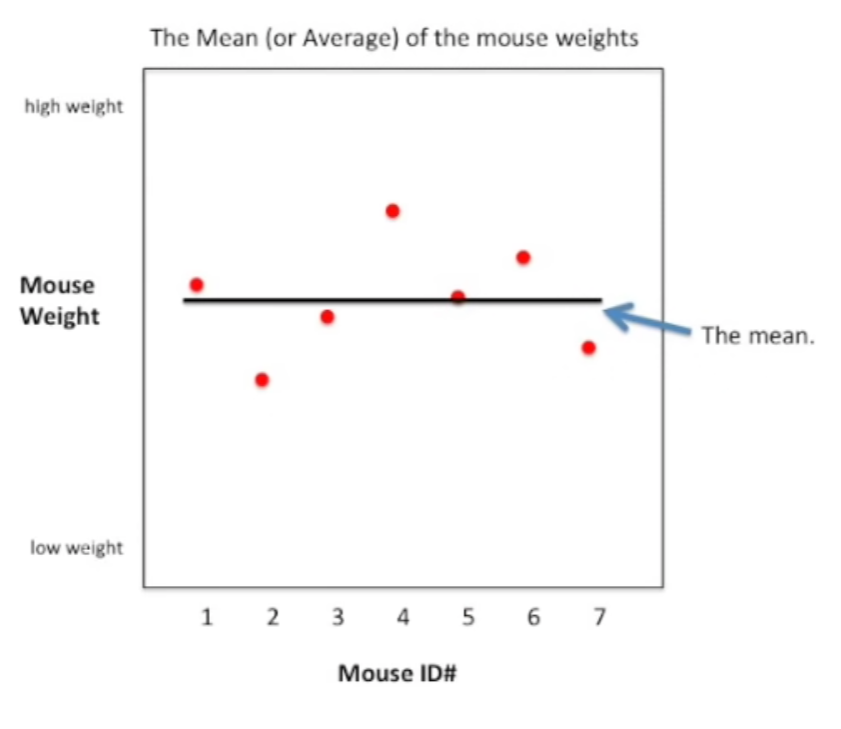 The Mean (or Average) of the mouse weights
high weight
Mouse
Weight
The mean.
low weight
1 2 3 4 5 6 7
Mouse ID#